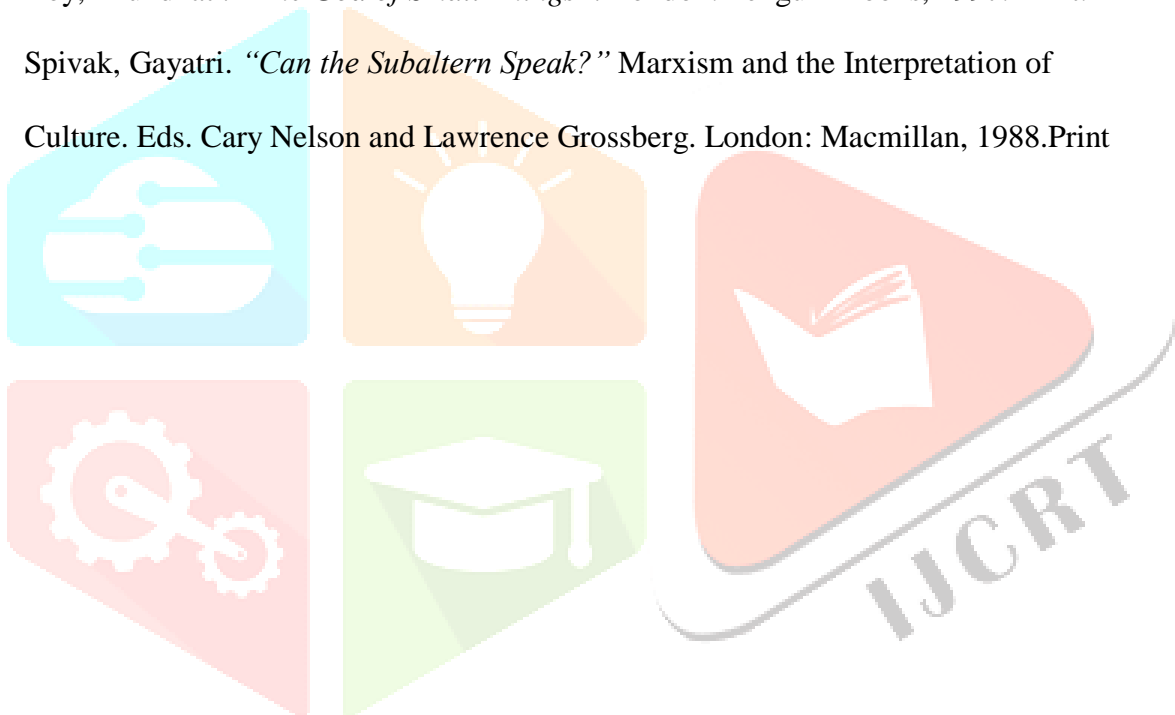 Spivak, Gayatri. “Can the Subaltern Speak?” Marxism and the Interpretation of
Culture. Eds. Cary Nelson and Lawrence Grossberg. London: Macmillan, 1988.Print
IJCRT